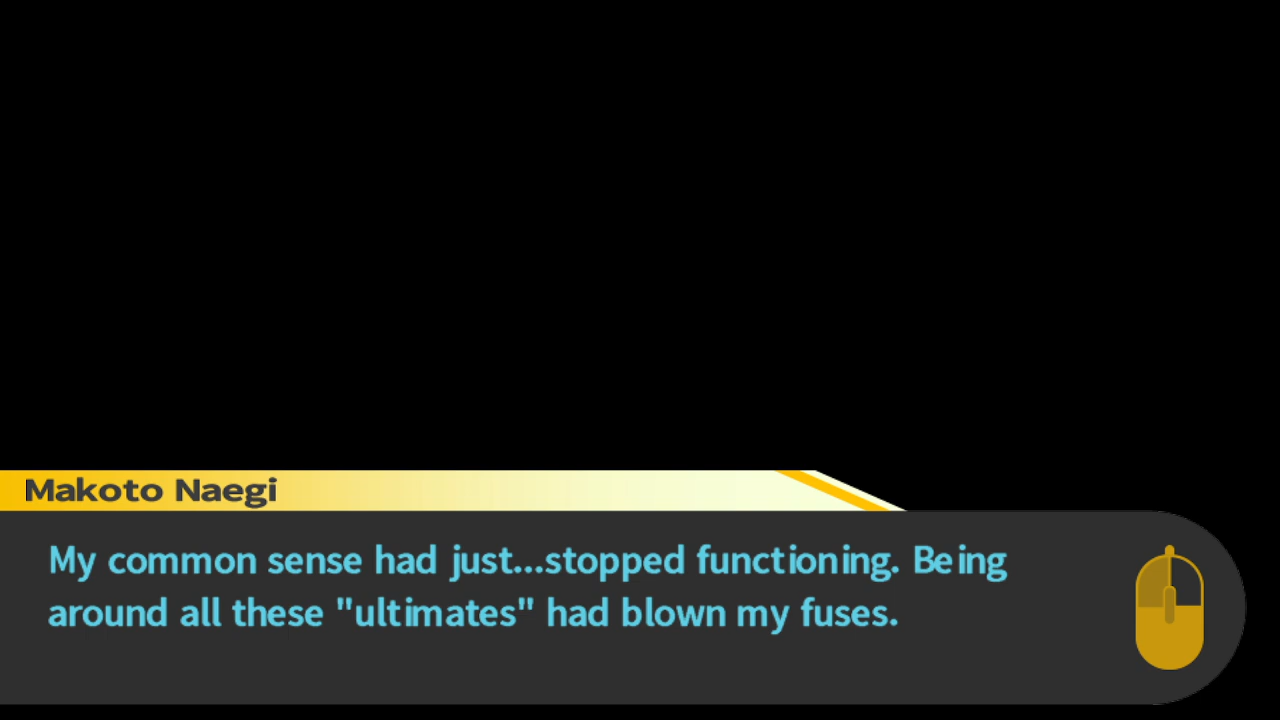 Makoto Naegi
My common sense had just...stopped functioning. Being
around all these "ultimates" had blown my fuses.